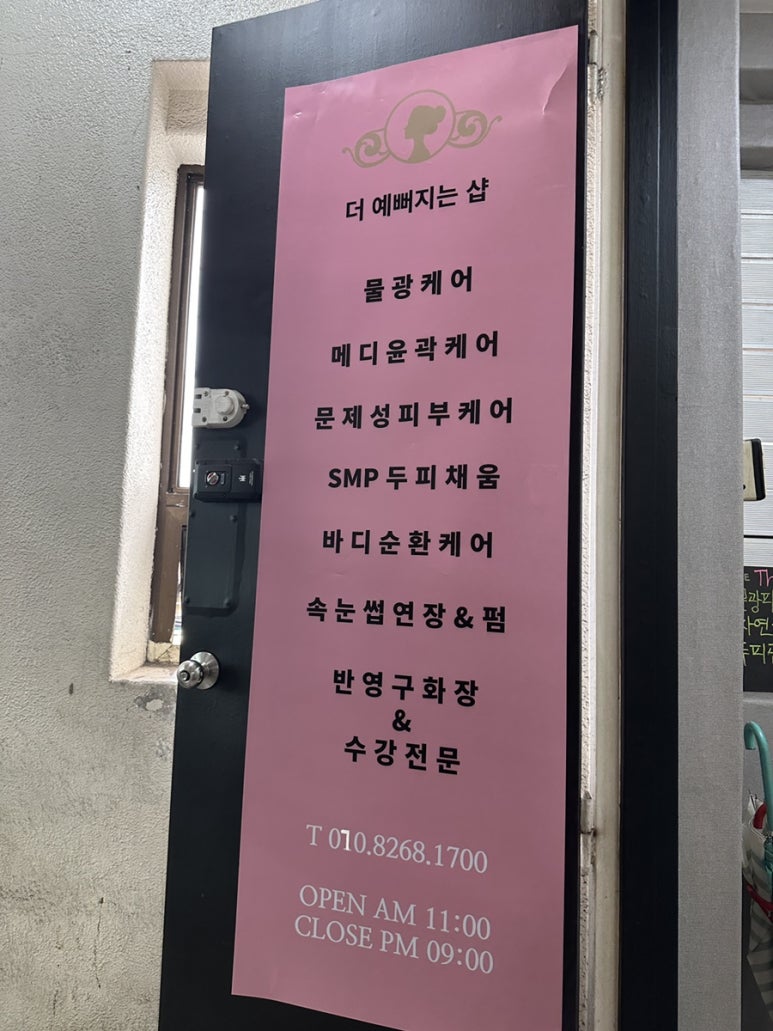 더 예뻐지는 샵
물광케어
메디윤곽케어
문제성피부케어
SMP 두피채움
바디순환케어
속눈썹연장&펌
반영구화장
&
수강전문
T 010.8268.1700
OPEN AM 11:00
CLOSE PM 09:00